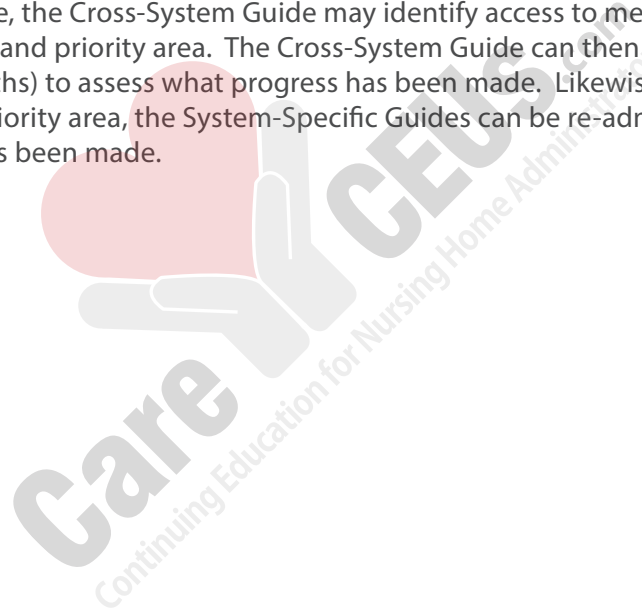 e, the Cross-System Guide may identify access to me
and priority area. The Cross-System Guide can then
ths) to assess what progress has been made. Likewis
iority area, the System-Specific Guides can be re-adr
s been made.
Care CEUs.com
Continuing Education for Nursing Home Administrators